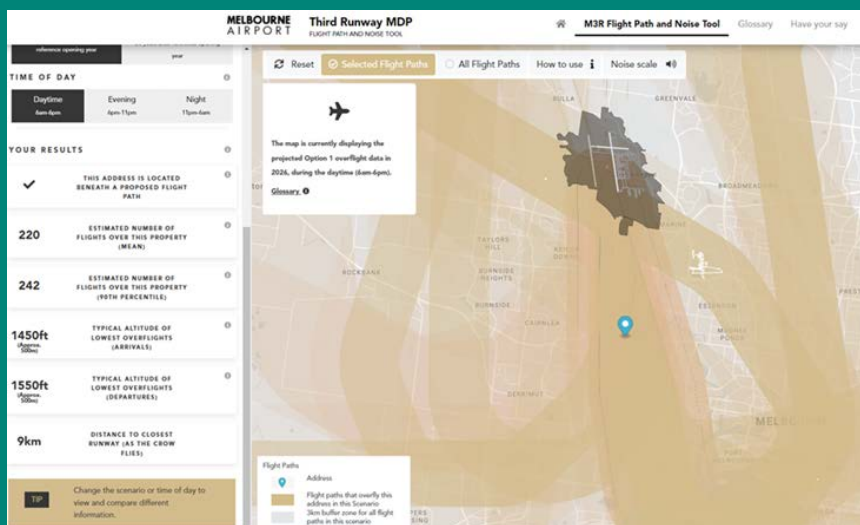 MELBOURNE
AIRPORT
Third Runway MDP
FLIGHT PATH AND NOISE TOOL
M3R Flight Path and Noise Tool
Glossary
Have your say
reference opening year
year
TIME OF DAY
Daytime
6am-6pm
Evening
6pm-11pm
Night
11pm-6am
YOUR RESULTS
THIS ADDRESS IS LOCATED
BENEATH A PROPOSED FLIGHT
PATH
220
ESTIMATED NUMBER OF
FLIGHTS OVER THIS PROPERTY
(MEAN)
242
ESTIMATED NUMBER OF
FLIGHTS OVER THIS PROPERTY
(90TH PERCENTILE)
1450ft
(Approx.
500m)
TYPICAL ALTITUDE OF
LOWEST OVERFLIGHTS
(ARRIVALS)
1550ft
(Approx.
500m)
TYPICAL ALTITUDE OF
LOWEST OVERFLIGHTS
(DEPARTURES)
9km
DISTANCE TO CLOSEST
RUNWAY (AS THE CROW
FLIES)
TIP
Change the scenario or time of day to
view and compare different
information.
Reset
Selected Flight Paths
All Flight Paths
How to use
Noise scale
The map is currently displaying the
projected Option 1 overflight data in
2026, during the daytime (6am-6pm).
Glossary
GREENVALE
TAYLORS
HILL
ROCKBANK
BURNSIDE
HEIGHTS
BURNSIDE
CAIRNLEA
DERRIMUT
Flight Paths
Address
Flight paths that overfly this
address in this Scenario
3km buffer zone for all flight
paths in this scenario